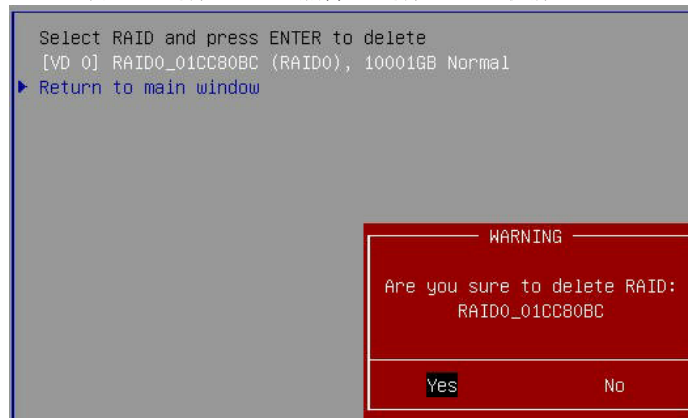 Select RAID and press ENTER to delete
[VD 0] RAID0_01CC80BC (RAID0), 10001GB Normal
Return to main window
WARNING
Are you sure to delete RAID:
RAID0_01CC80BC
Yes No